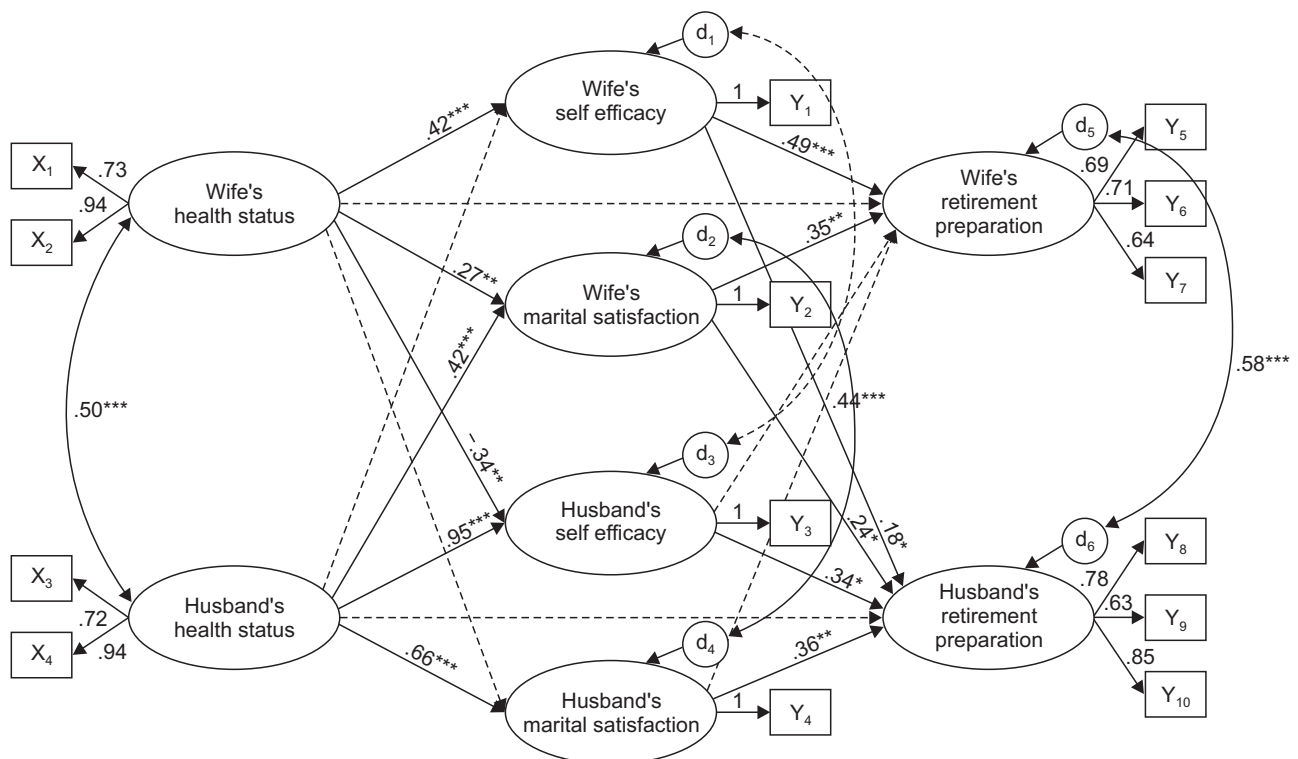 d₁
Wife's
self efficacy
1
Y₁
.42***
.49***
d₅
Y₅
X₁
.73
.94
X₂
Wife's
health status
Wife's
retirement
preparation
.69
.71
Y₆
.64
Y₇
d₂
.35**
.27**
Wife's
marital satisfaction
1
Y₂
.42***
.58***
.50***
.44***
–.34**
d₃
Husband's
self efficacy
1
Y₃
.95***
.24*
.18*
.34*
d₆
Y₈
X₃
.72
.94
X₄
Husband's
health status
Husband's
retirement
preparation
.78
.63
Y₉
.85
Y₁₀
d₄
.36**
.66***
Husband's
marital satisfaction
1
Y₄